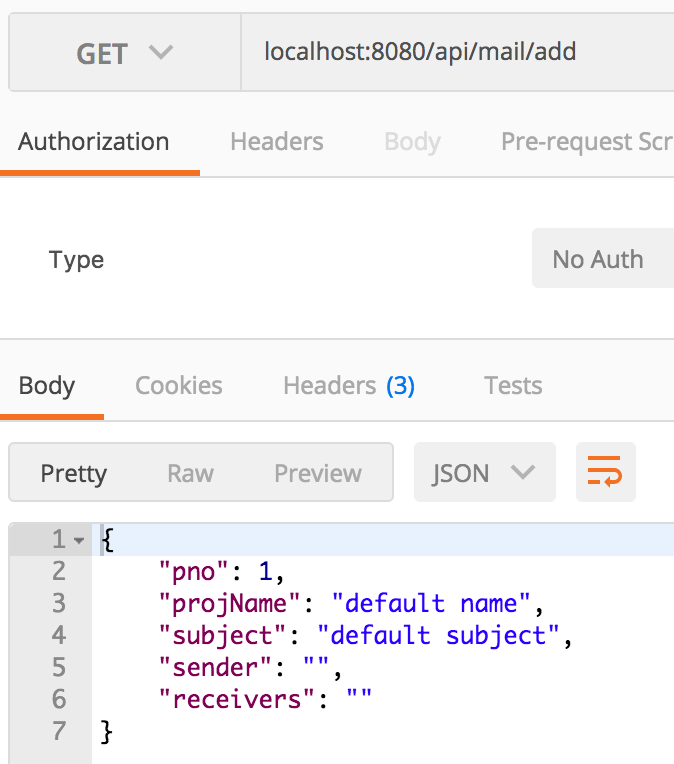 GET localhost:8080/api/mail/add
Authorization Headers Body Pre-request Scr
Type No Auth
Body Cookies Headers (3) Tests
Pretty Raw Preview JSON
1 {
2 "pno": 1,
3 "projName": "default name",
4 "subject": "default subject",
5 "sender": "",
6 "receivers": ""
7 }